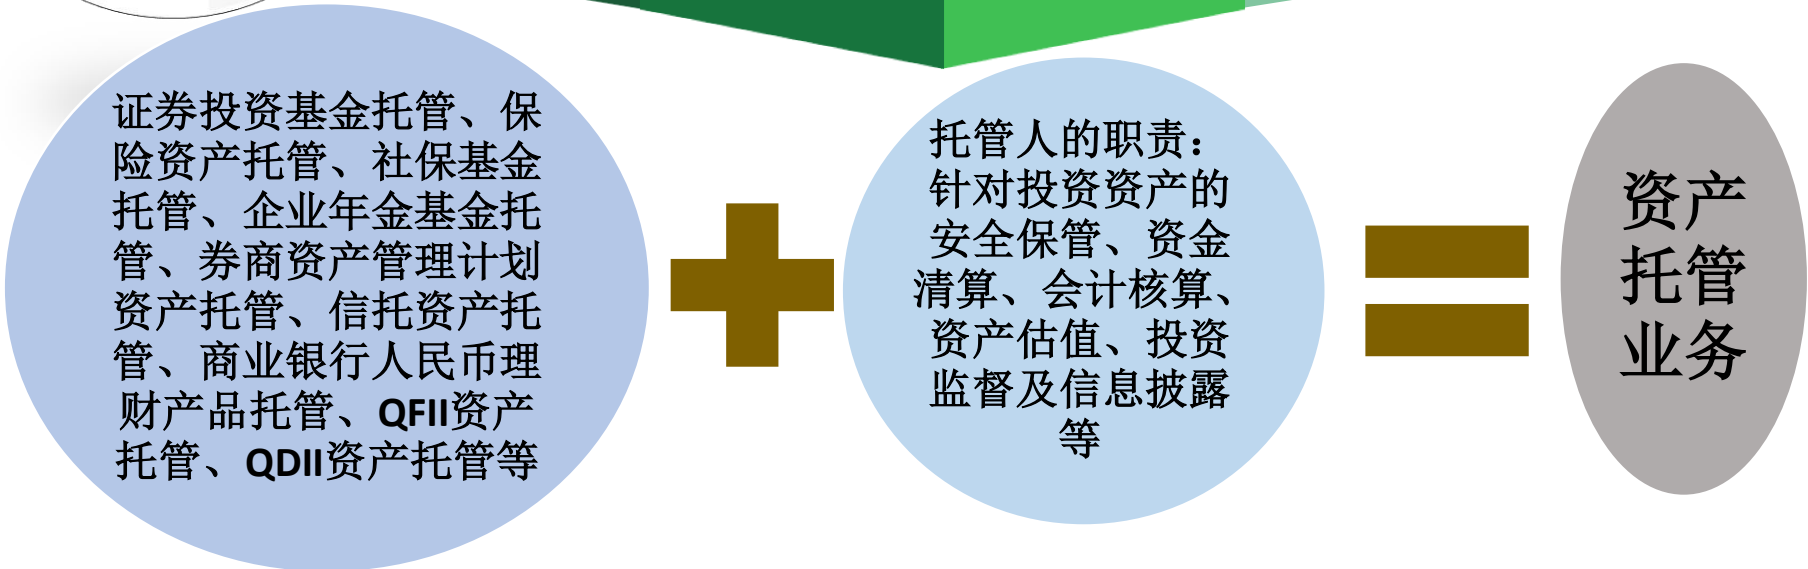 证券投资基金托管、保
险资产托管、社保基金
托管、企业年金基金托
管、券商资产管理计划
资产托管、信托资产托
管、商业银行人民币理
财产品托管、QFII资产
托管、QDII资产托管等
托管人的职责：
针对投资资产的
安全保管、资金
清算、会计核算、
资产估值、投资
监督及信息披露
等
资产
托管
业务